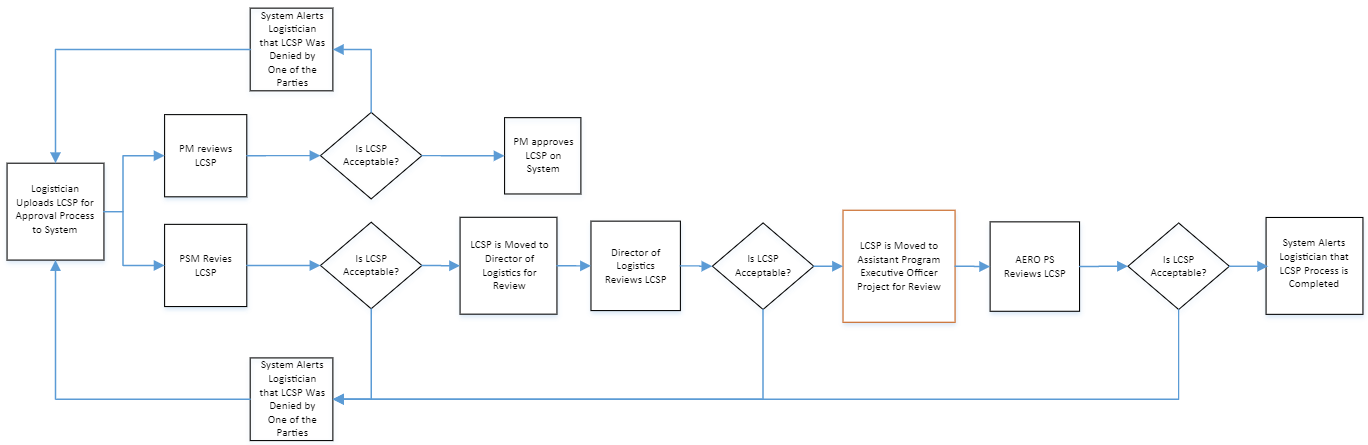 System Alerts
Logistician
that LCSP Was
Denied by
One of the
Parties
PM reviews
LCSP
Is LCSP
Acceptable?
PM approves
LCSP on
System
Logistician
Uploads LCSP for
Approval Process
to System
PSM Revies
LCSP
Is LCSP
Acceptable?
LCSP is Moved to
Director of
Logistics for
Review
Director of
Logistics
Reviews LCSP
Is LCSP
Acceptable?
LCSP is Moved to
Assistant Program
Executive Officer
Project for Review
AERO PS
Reviews LCSP
Is LCSP
Acceptable?
System Alerts
Logistician that
LCSP Process is
Completed
System Alerts
Logistician
that LCSP Was
Denied by
One of the
Parties